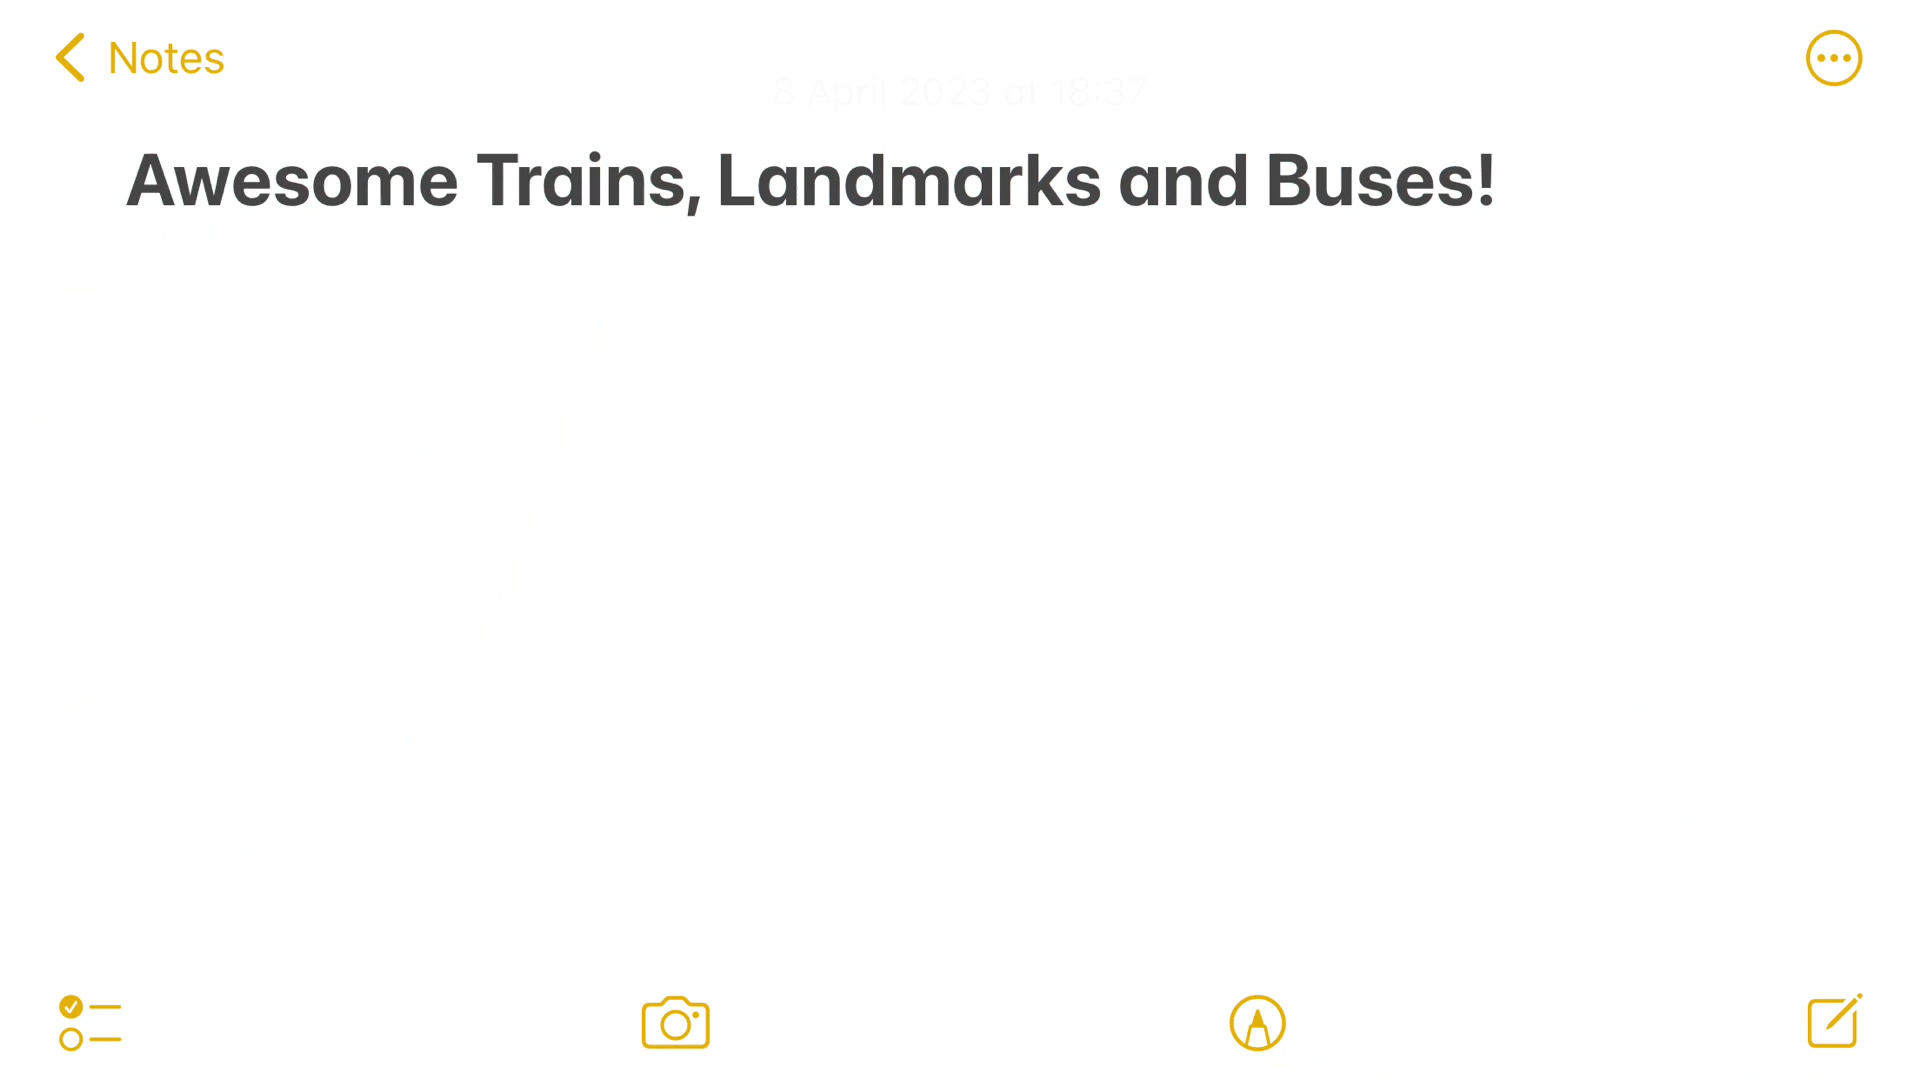 Notes
8 April 2023 at 18:37
Awesome Trains, Landmarks and Buses!